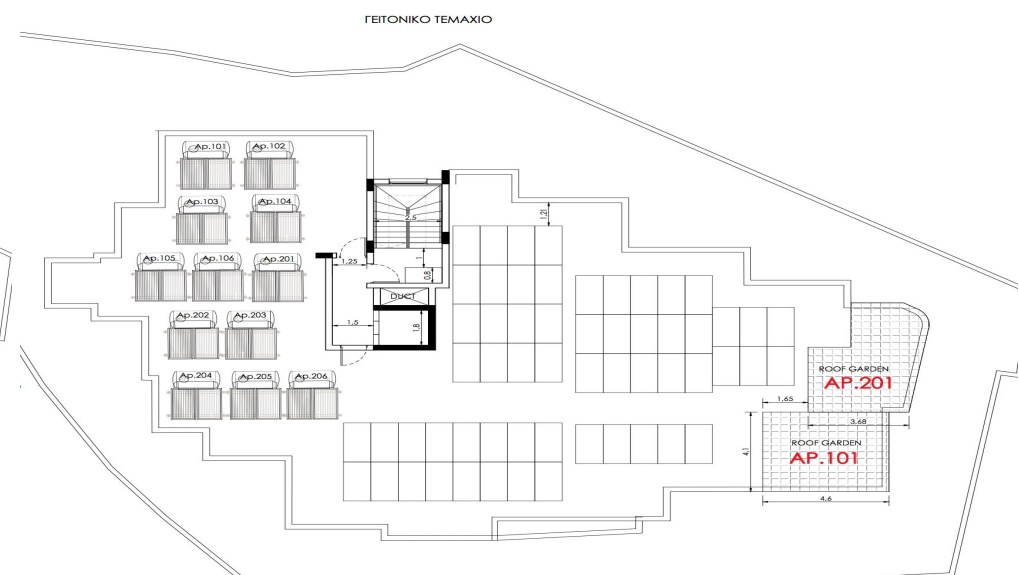 ΓΕΙΤΟΝΙΚΟ ΤΕΜΑΧΙΟ
Ap.101
Ap.102
Ap.103
Ap.104
Ap.105
Ap.106
Ap.201
Ap.202
Ap.203
Ap.204
Ap.205
Ap.206
2,5
1,25
1
0,8
DUCT
1,5
1,8
1,21
ROOF GARDEN
AP.201
1,65
3,68
ROOF GARDEN
AP.101
4,1
4,6